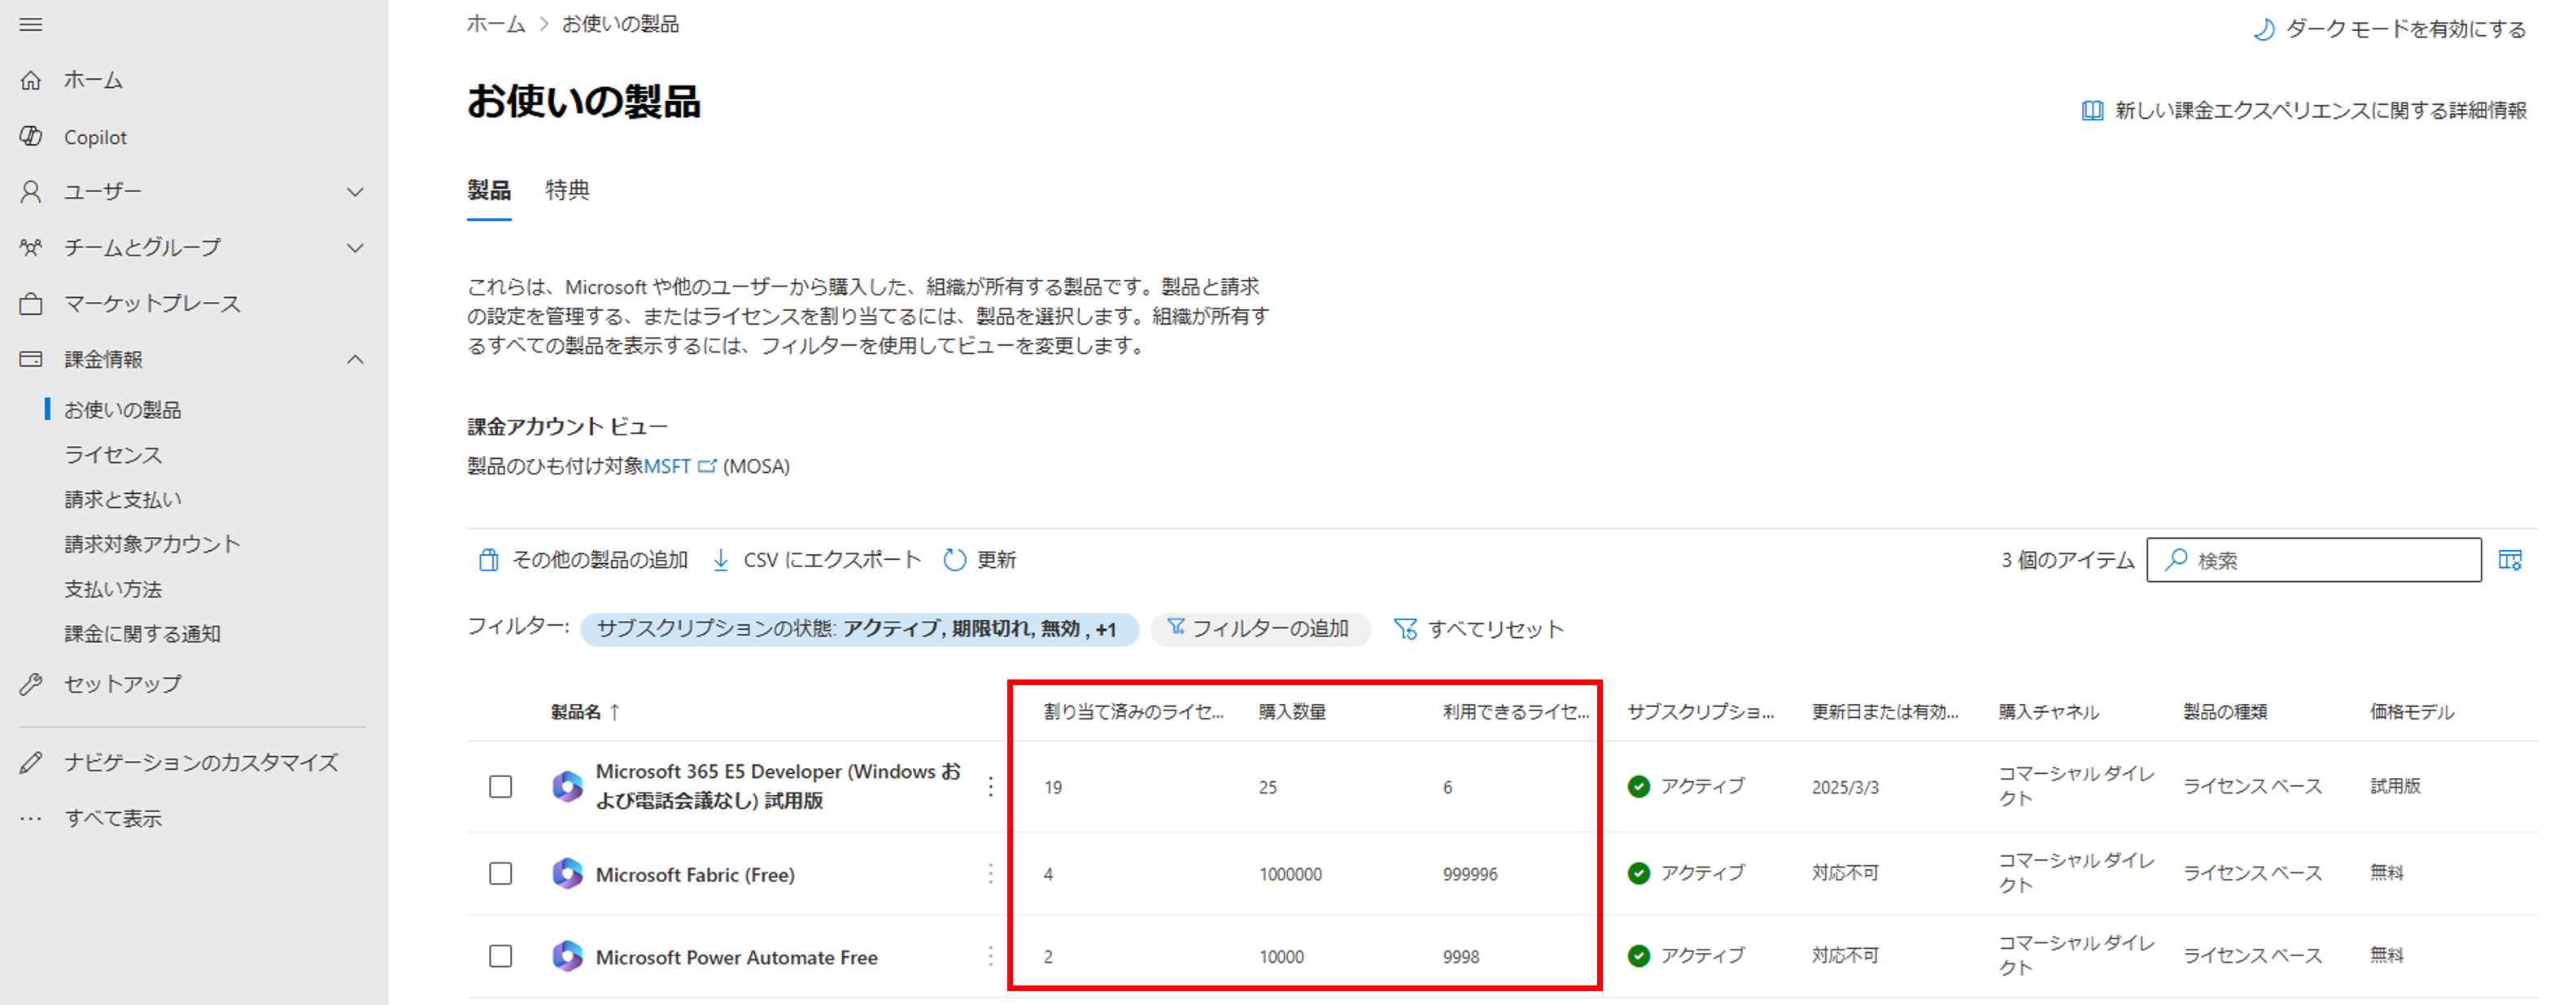 ホーム
Copilot
ユーザー
チームとグループ
マーケットプレース
課金情報
お使いの製品
ライセンス
請求と支払い
請求対象アカウント
支払い方法
課金に関する通知
セットアップ
ナビゲーションのカスタマイズ
… すべて表示
ホーム > お使いの製品
ダーク モードを有効にする
お使いの製品
新しい課金エクスペリエンスに関する詳細情報
製品 特典
これらは、Microsoft や他のユーザーから購入した、組織が所有する製品です。製品と請求
の設定を管理する、またはライセンスを割り当てるには、製品を選択します。組織が所有す
るすべての製品を表示するには、フィルターを使用してビューを変更します。
課金アカウント ビュー
製品のひも付け対象MSFT (MOSA)
その他の製品の追加 CSV にエクスポート 更新 3 個のアイテム 検索
フィルター: サブスクリプションの状態: アクティブ, 期限切れ, 無効 , +1 フィルターの追加 すべてリセット
製品名 ↑ 割り当て済みのライセ... 購入数量 利用できるライセ... サブスクリプショ... 更新日または有効... 購入チャネル 製品の種類 価格モデル
Microsoft 365 E5 Developer (Windows お
よび電話会議なし) 試用版
19 25 6 アクティブ 2025/3/3
コマーシャル ダイレ
クト
ライセンス ベース 試用版
Microsoft Fabric (Free) 4 1000000 999996 アクティブ 対応不可
コマーシャル ダイレ
クト
ライセンス ベース 無料
Microsoft Power Automate Free 2 10000 9998 アクティブ 対応不可
コマーシャル ダイレ
クト
ライセンス ベース 無料